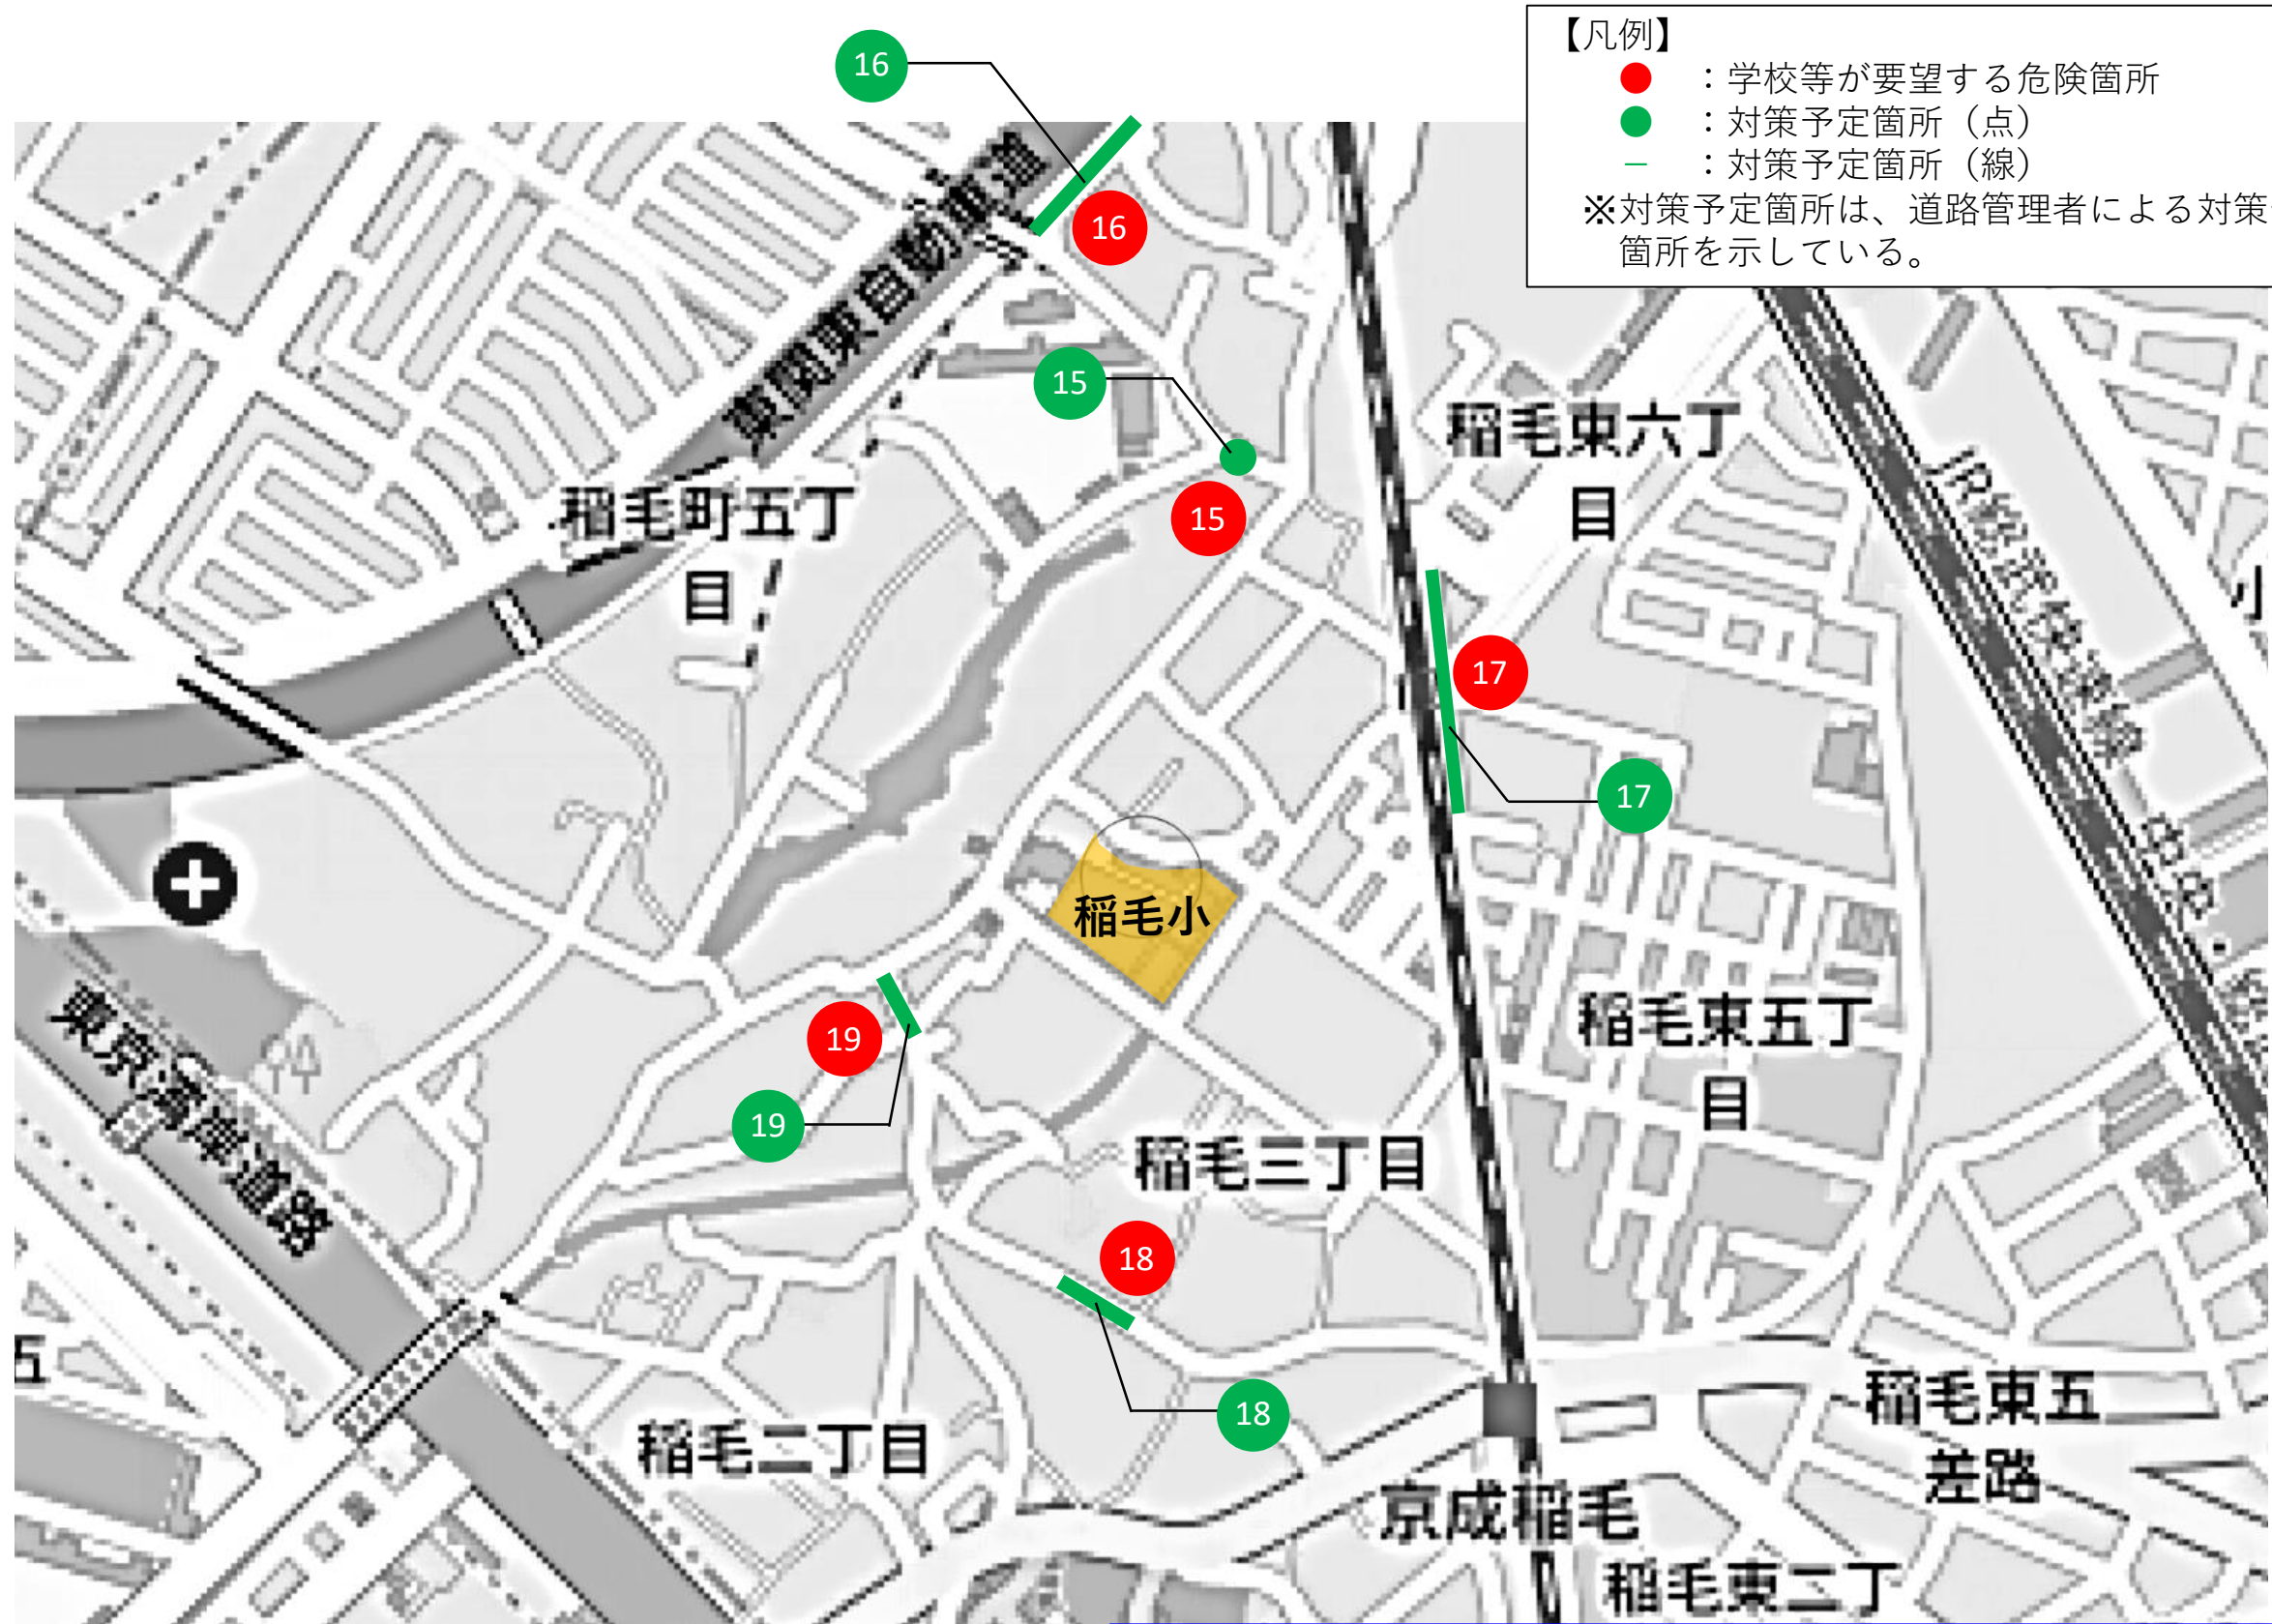 【凡例】
● ：学校等が要望する危険箇所
● ：対策予定箇所（点）
― ：対策予定箇所（線）
※対策予定箇所は、道路管理者による対策
箇所を示している。
16
16
東関東自動車道
15
15
稲毛東六丁
目
稲毛町五丁
目
17
17
稲毛小
19
19
稲毛東五丁
目
東京湾岸道路
稲毛三丁目
18
18
五
稲毛二丁目
稲毛東五
差路
京成稲毛
稲毛東二丁